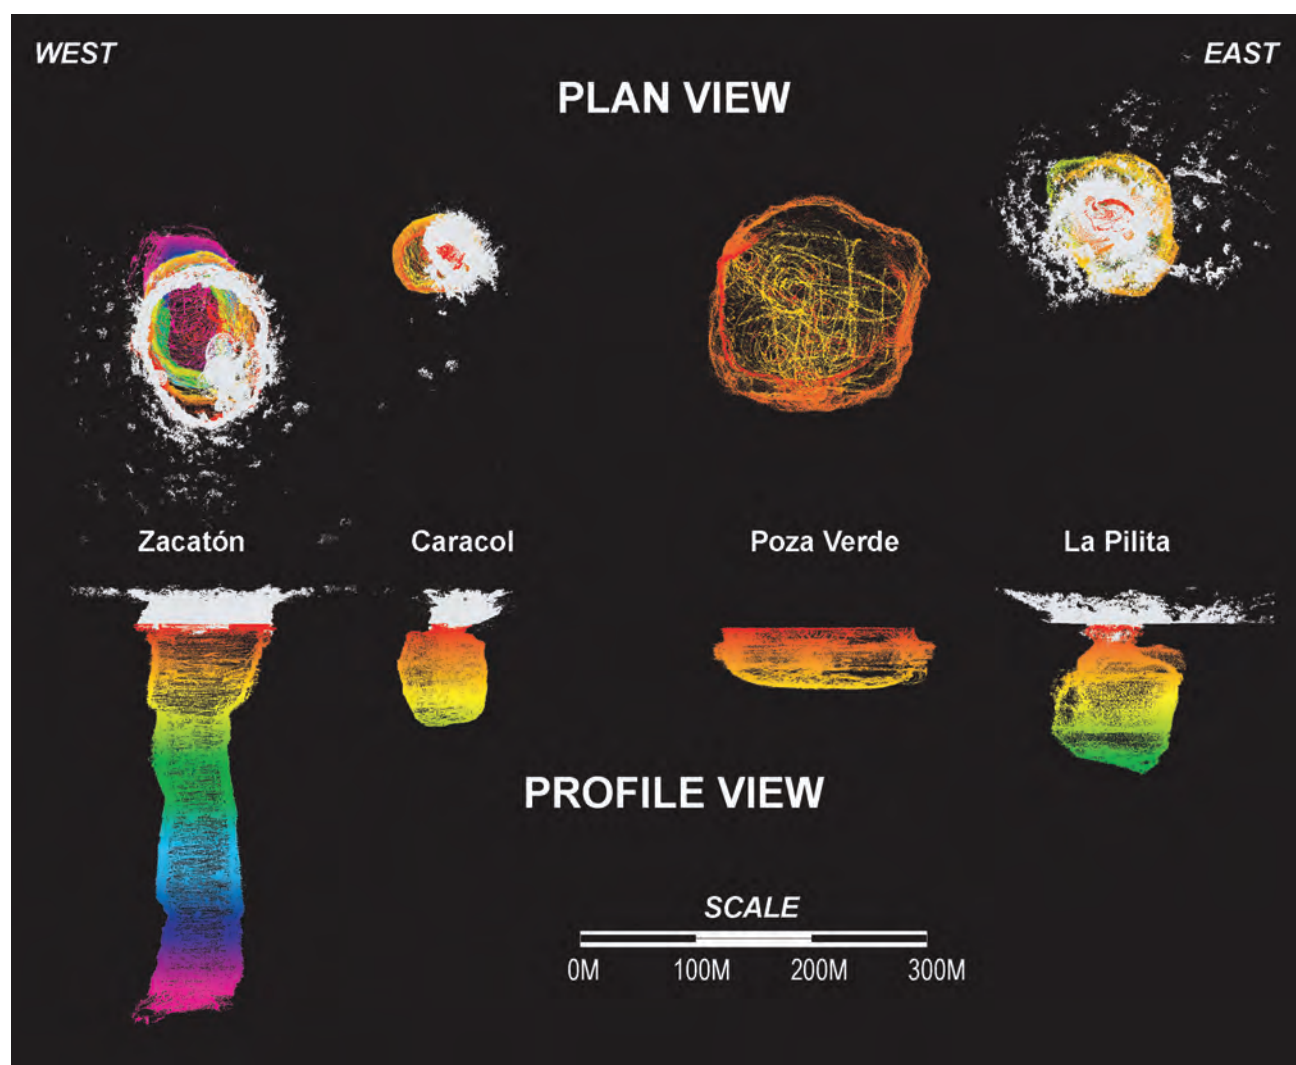 WEST
EAST
PLAN VIEW
Zacatón
Caracol
Poza Verde
La Pilita
PROFILE VIEW
SCALE
0M
100M
200M
300M